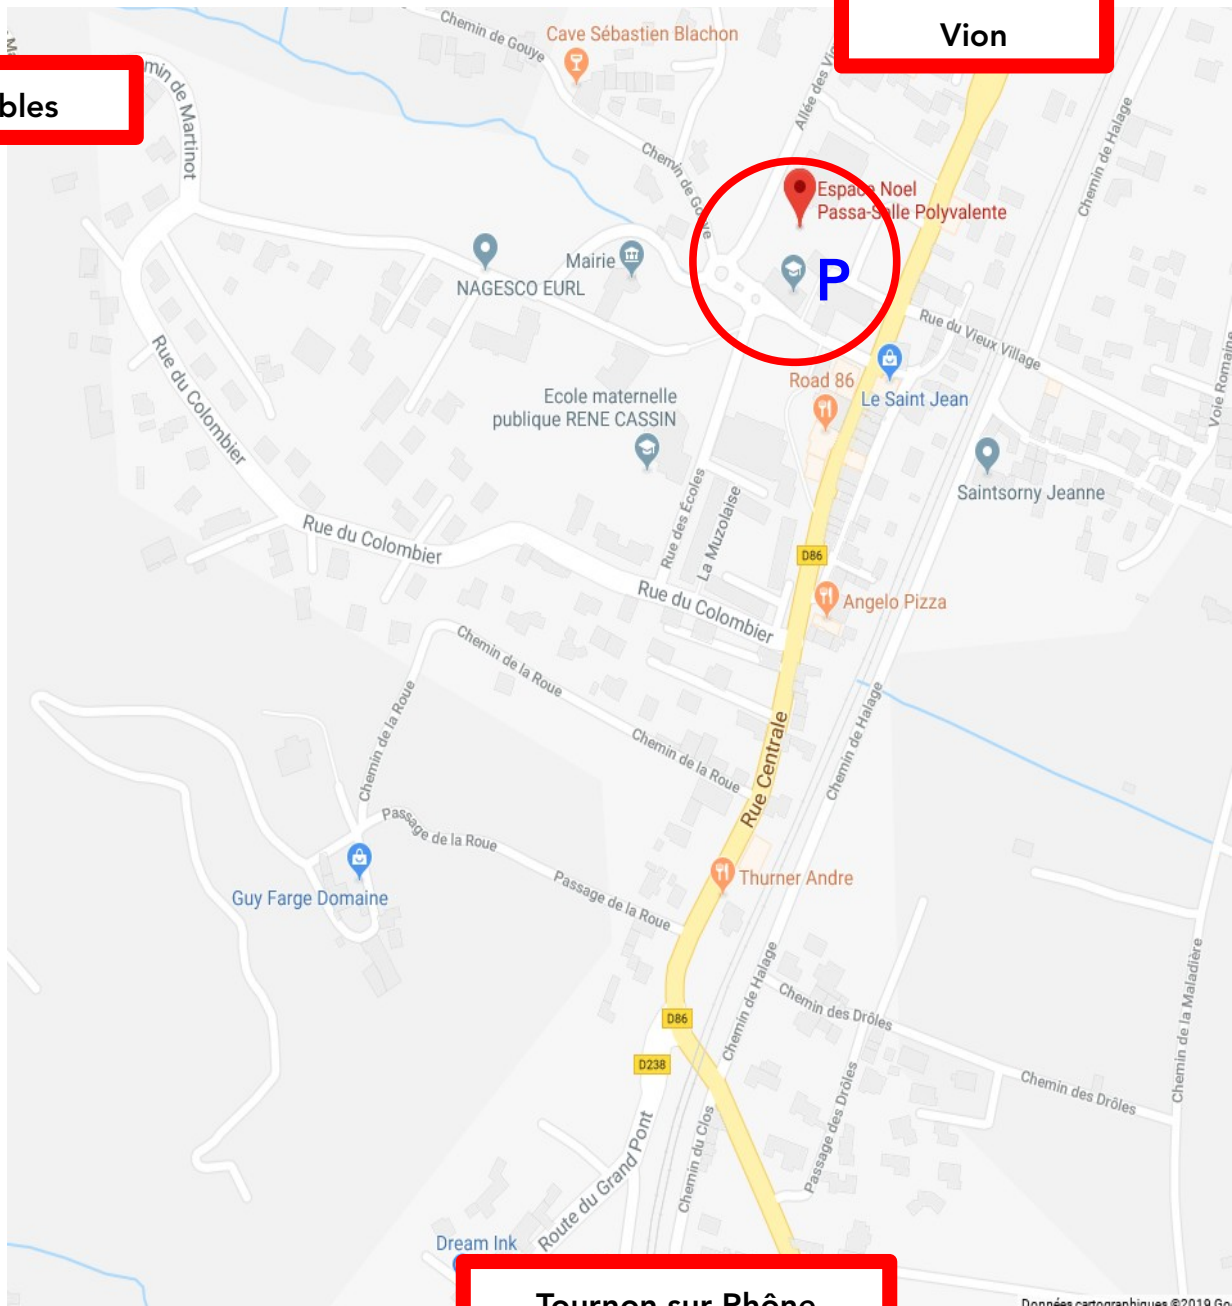 Vion
bles
Cave Sébastien Blachon
Chemin de Gouye
Allée des
min de Martinot
Chemin de Halage
Chemin de Gouye
Espace Noel
Passa-Salle Polyvalente
Mairie
NAGESCO EURL
P
Rue du Vieux Village
Voie Romaine
Rue du Colombier
Road 86
Le Saint Jean
Ecole maternelle
publique RENE CASSIN
Saintsorny Jeanne
Rue des Écoles
La Muzolaise
Rue du Colombier
D86
Rue du Colombier
Angelo Pizza
Chemin de la Roue
Chemin de la Roue
Chemin de la Roue
Chemin de Halage
Rue Centrale
Passage de la Roue
Guy Farge Domaine
Thurner Andre
Passage de la Roue
Chemin de Halage
Chemin des Drôles
Chemin de la Maladière
D86
D238
Chemin des Drôles
Passage des Drôles
Chemin du Clos
Route du Grand Pont
Dream Ink
Tournon sur Rhône
Données cartographiques ©2019 Go